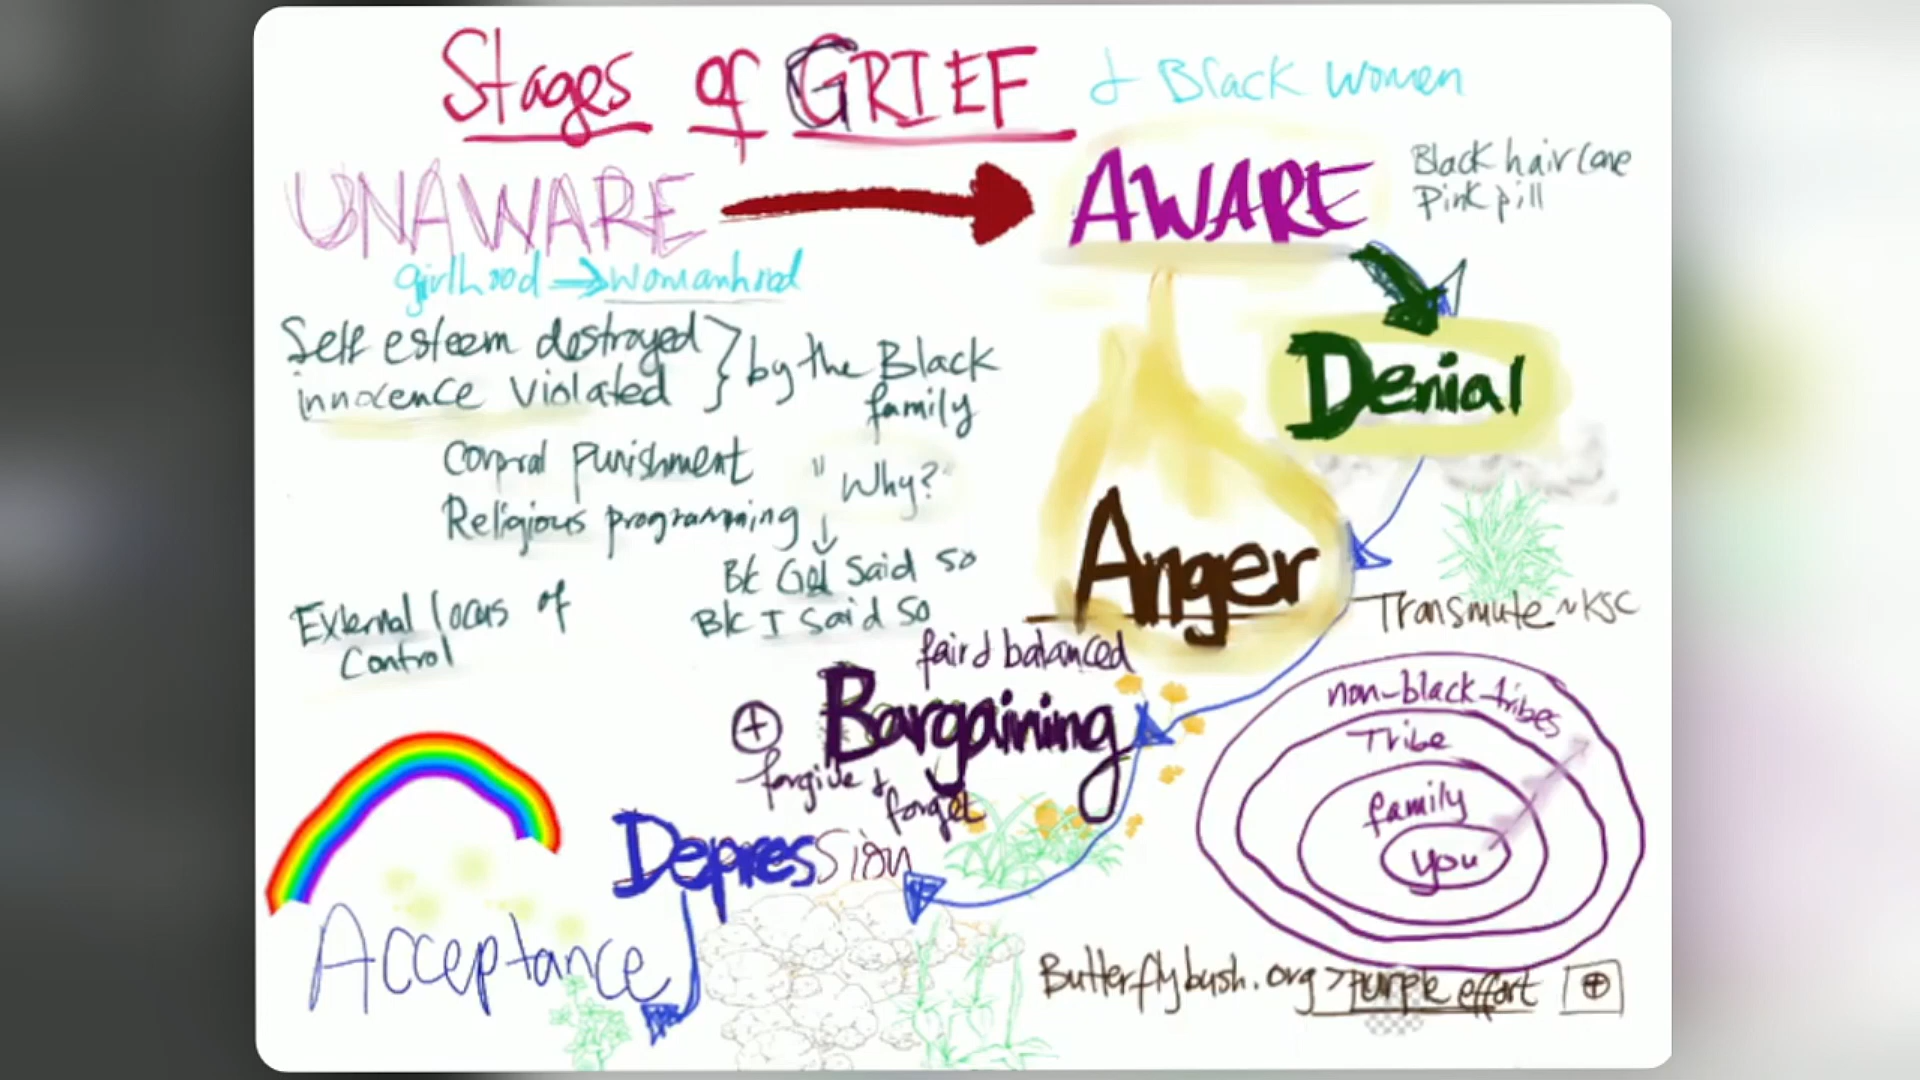 Stages of GRIEF & Black women
UNAWARE
AWARE
Black hair care
Pink pill
girlhood → womanhood
Self esteem destroyed
innocence violated
by the Black
family
Denial
Corporal punishment
Religious programming
"Why?"
Bc God Said so
Bc I Said So
External locus of
Control
Anger
Transmute ~KSC
fair & balanced
Bargaining
forgive &
forget
Depression
Acceptance
non-black-tribes
Tribe
family
you
Butterflybush.org > purple effort